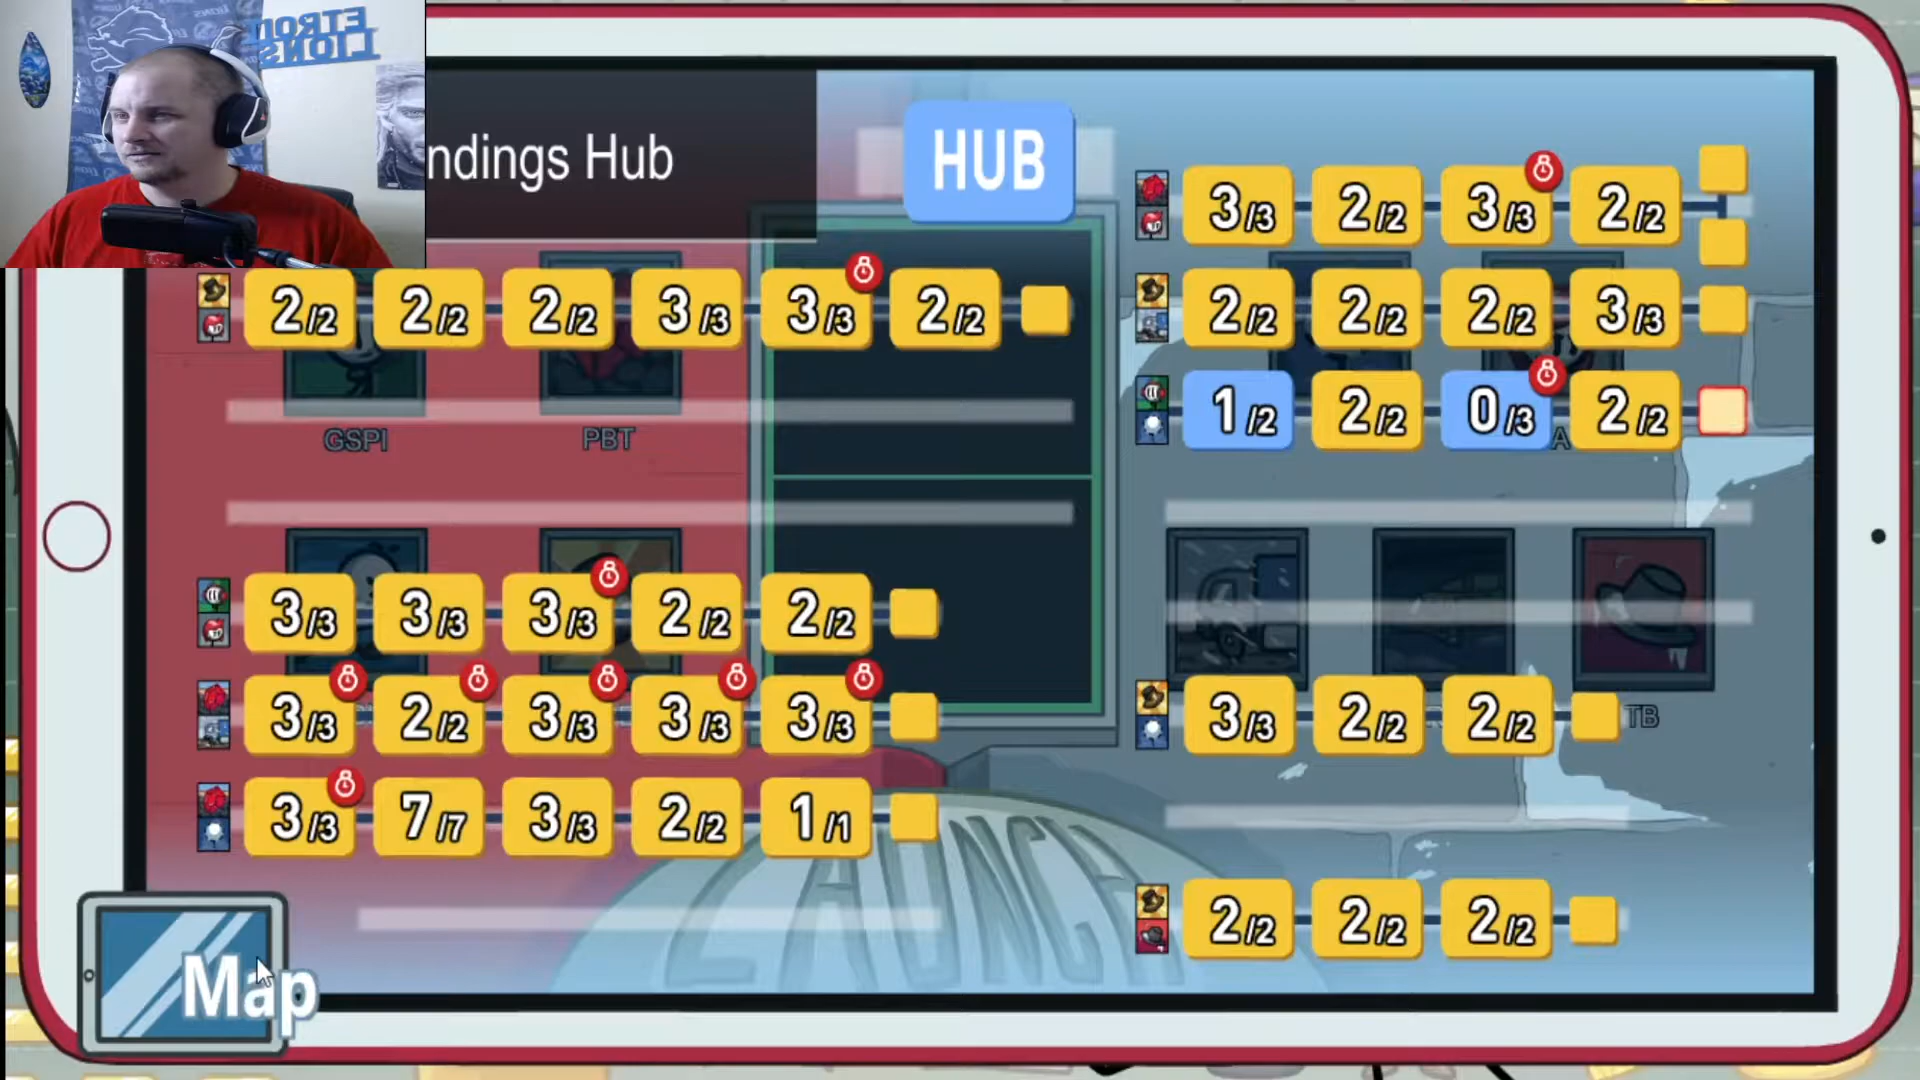 ETROIT
LIONS
ndings Hub
HUB
3/3 2/2 3/3 2/2
2/2 2/2 2/2 3/3 3/3 2/2
2/2 2/2 2/2 3/3
1/2 2/2 0/3 2/2
GSPI PBT A
3/3 3/3 3/3 2/2 2/2
3/3 2/2 3/3 3/3 3/3
3/3 2/2 2/2 TB
3/3 7/7 3/3 2/2 1/1
LAUNCH
2/2 2/2 2/2
Map